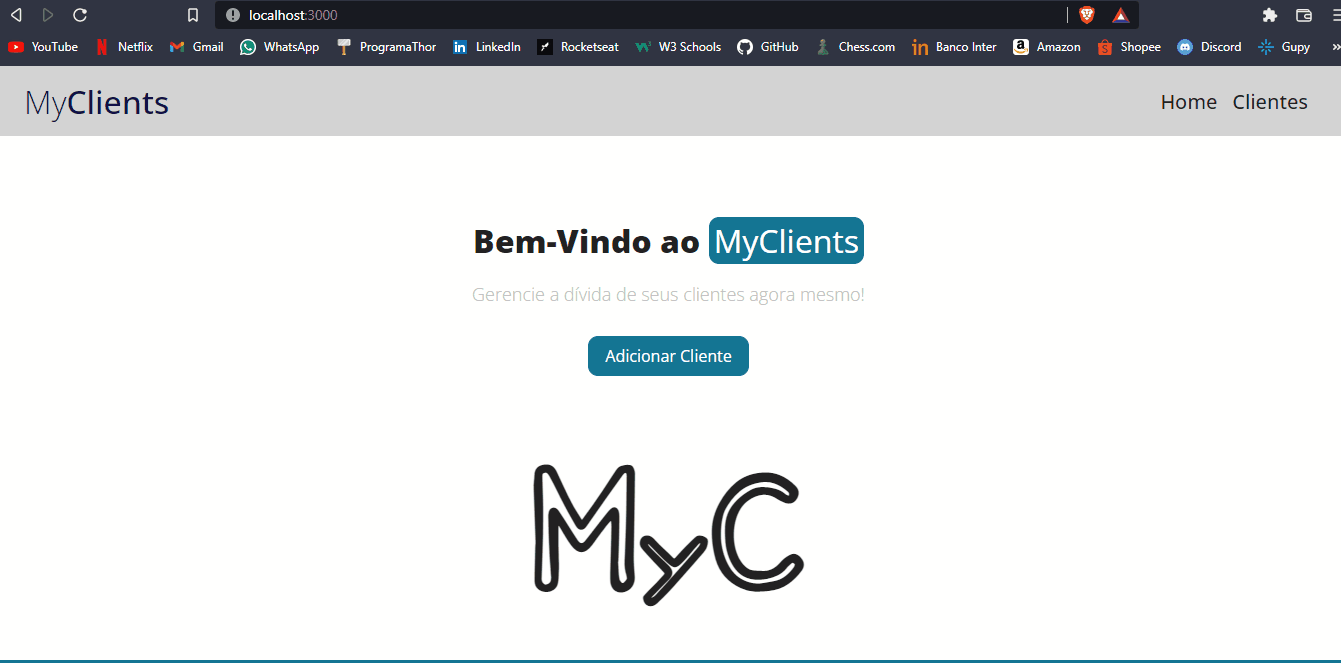 localhost:3000
YouTube Netflix Gmail WhatsApp ProgramaThor LinkedIn Rocketseat W3 Schools GitHub Chess.com Banco Inter Amazon Shopee Discord Gupy »
MyClients Home Clientes
Bem-Vindo ao MyClients
Gerencie a dívida de seus clientes agora mesmo!
Adicionar Cliente
MyC